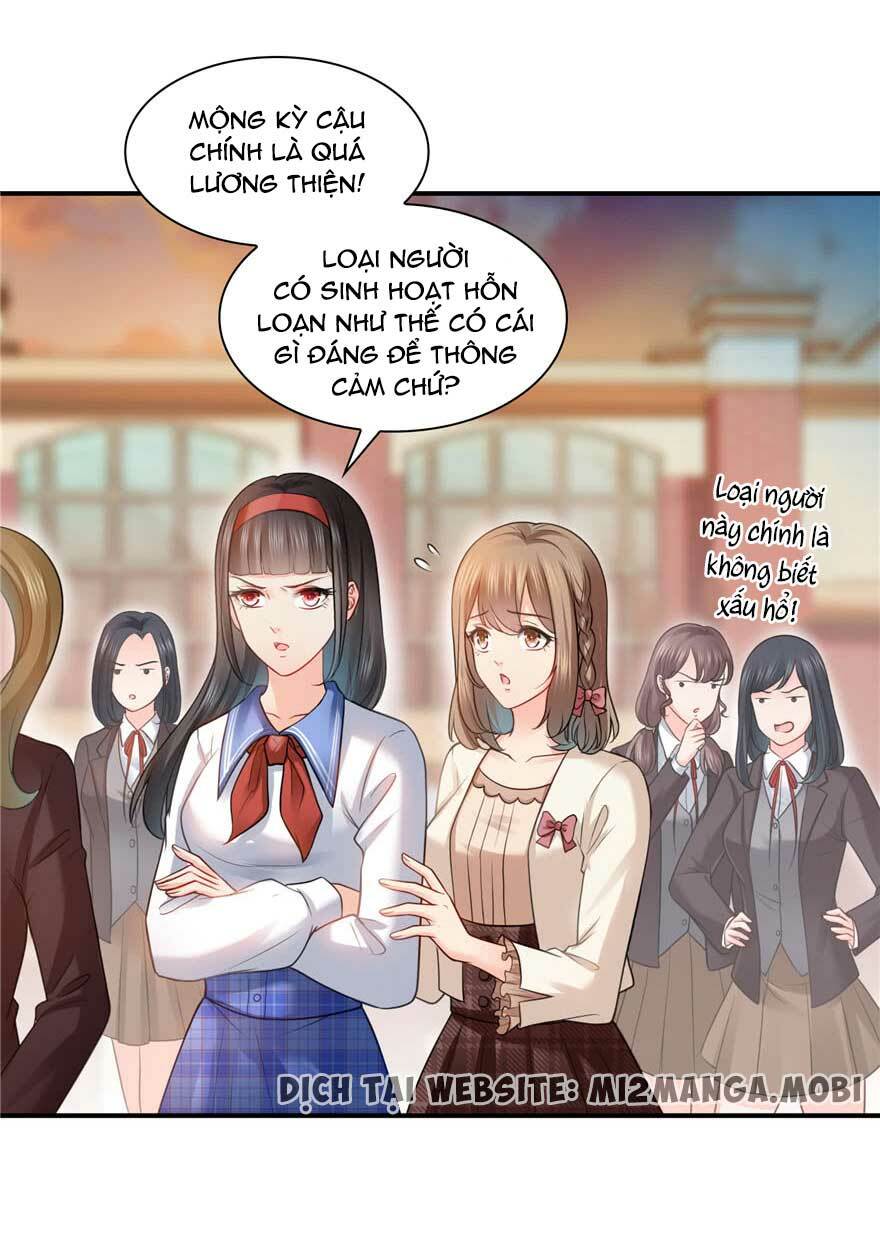 MỘNG KỲ CẬU
CHÍNH LÀ QUÁ
LƯƠNG THIỆN!
LOẠI NGƯỜI
CÓ SINH HOẠT HỖN
LOẠN NHƯ THẾ CÓ CÁI
GÌ ĐÁNG ĐỂ THÔNG
CẢM CHỨ?
Loại người
này chính là
không biết
xấu hổ!
DỊCH TẠI WEBSITE: MI2MANGA.MOBI